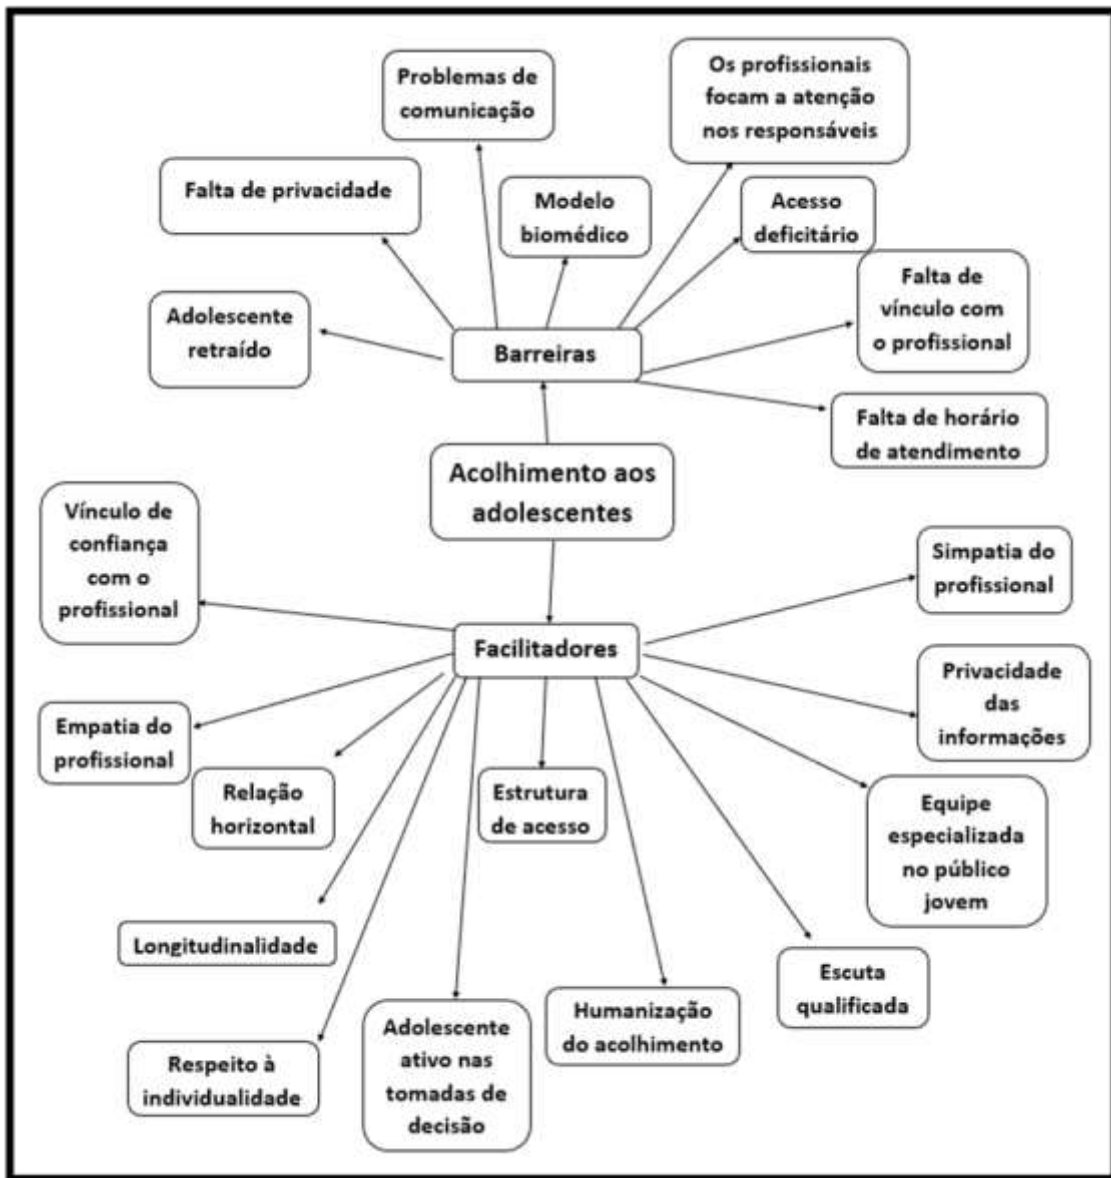 Problemas de
comunicação
Os profissionais
focam a atenção
nos responsáveis
Falta de privacidade
Modelo
biomédico
Acesso
deficitário
Falta de
vínculo com
o profissional
Adolescente
retraído
Barreiras
Falta de horário
de atendimento
Acolhimento aos
adolescentes
Vínculo de
confiança
com o
profissional
Simpatia do
profissional
Facilitadores
Privacidade
das
informações
Empatia do
profissional
Relação
horizontal
Estrutura
de acesso
Equipe
especializada
no público
jovem
Longitudinalidade
Escuta
qualificada
Humanização
do acolhimento
Adolescente
ativo nas
tomadas de
decisão
Respeito à
individualidade